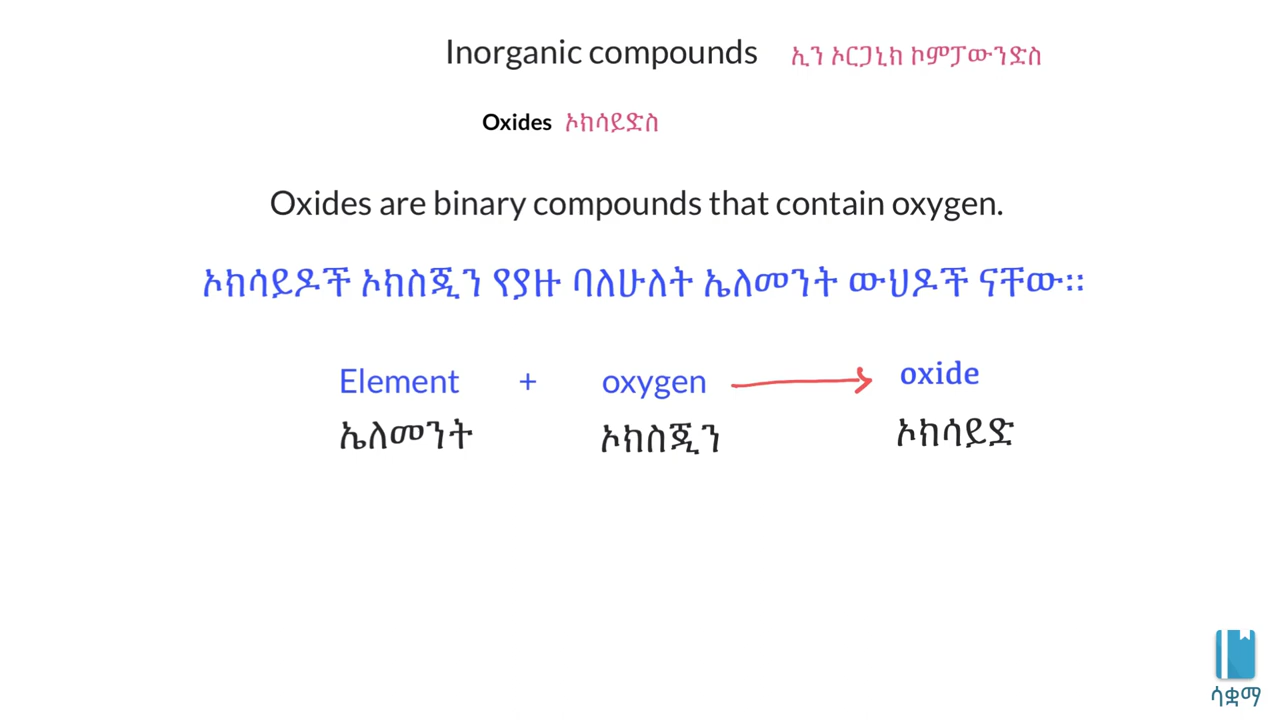 Inorganic compounds ኢን ኦርጋኒክ ኮምፓውንድስ
Oxides ኦክሳይድስ
Oxides are binary compounds that contain oxygen.
ኦክሳይዶች ኦክስጂን የያዙ ባለሁለት ኤለመንት ውህዶች ናቸው፡፡
Element + oxygen → oxide
ኤለመንት ኦክስጂን ኦክሳይድ
ሳቋማ